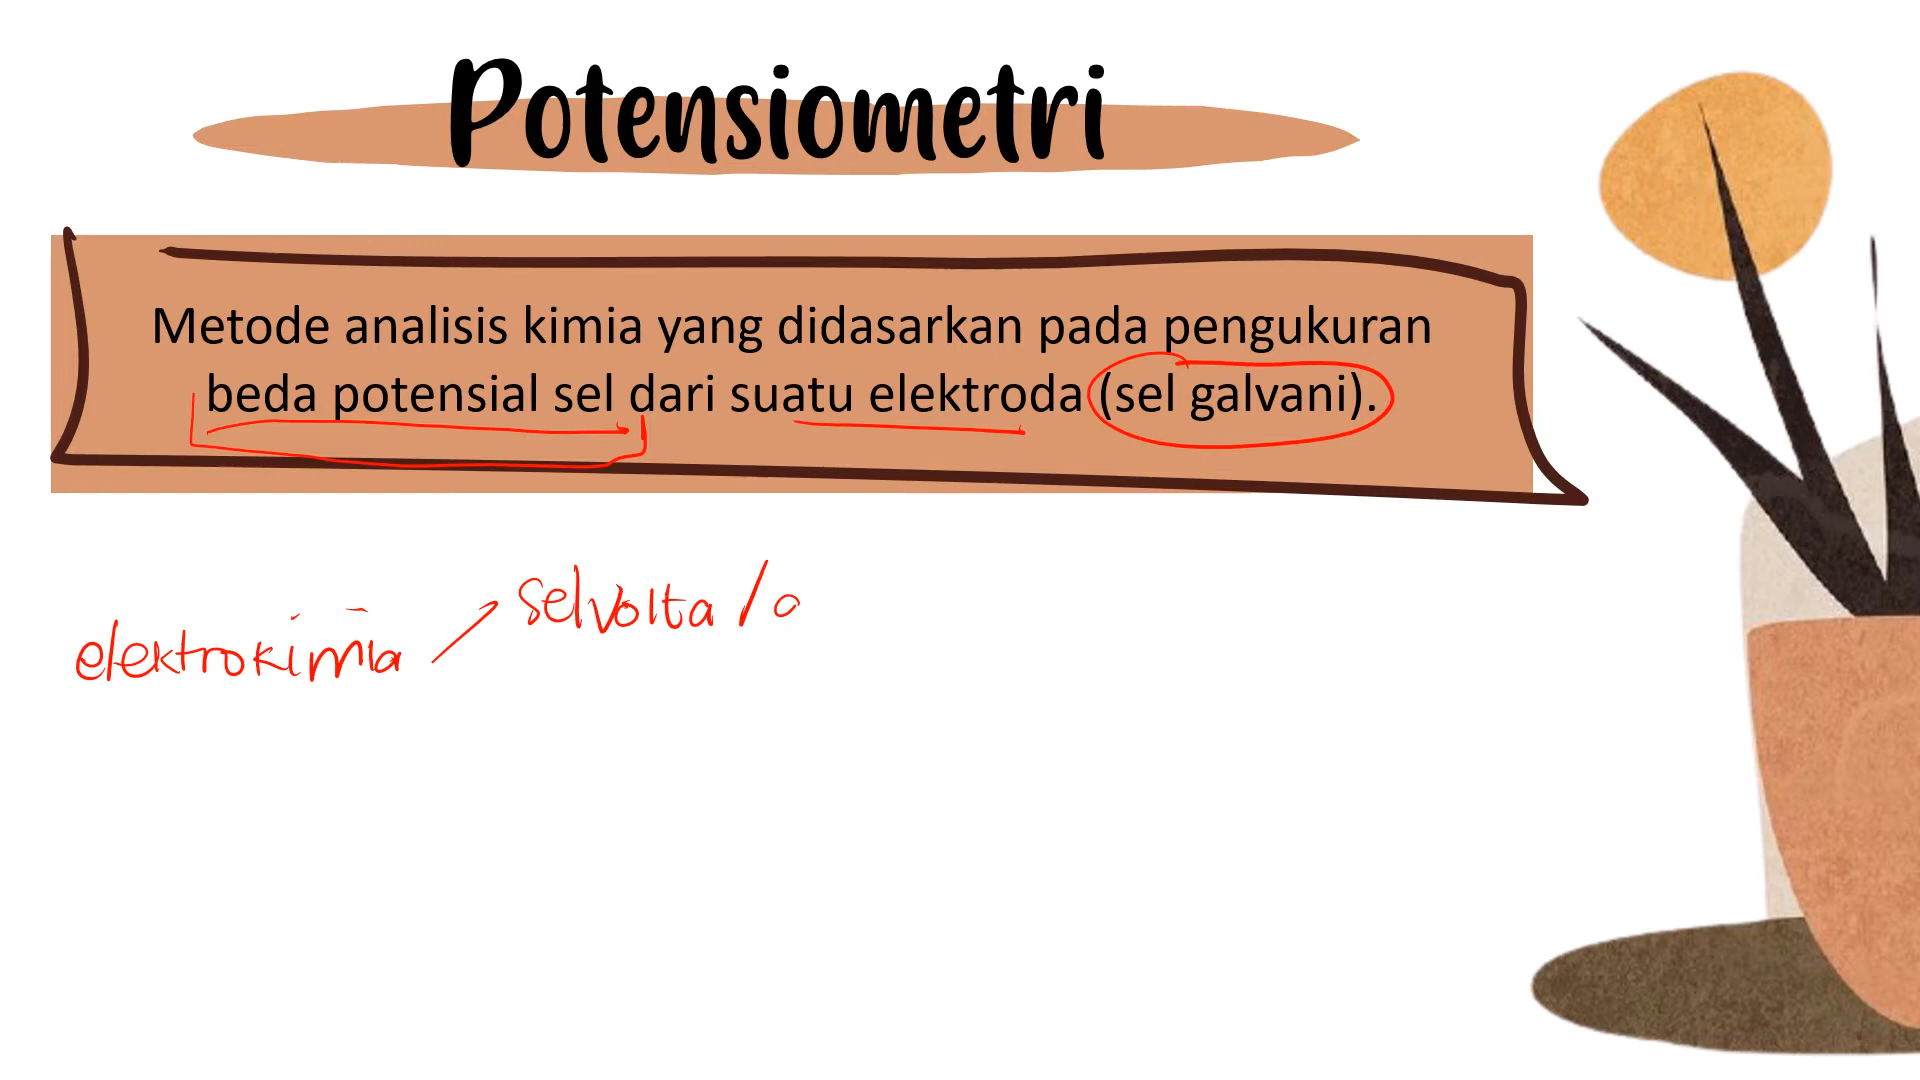 Potensiometri
Metode analisis kimia yang didasarkan pada pengukuran
beda potensial sel dari suatu elektroda (sel galvani).
selvolta /
elektrokimia